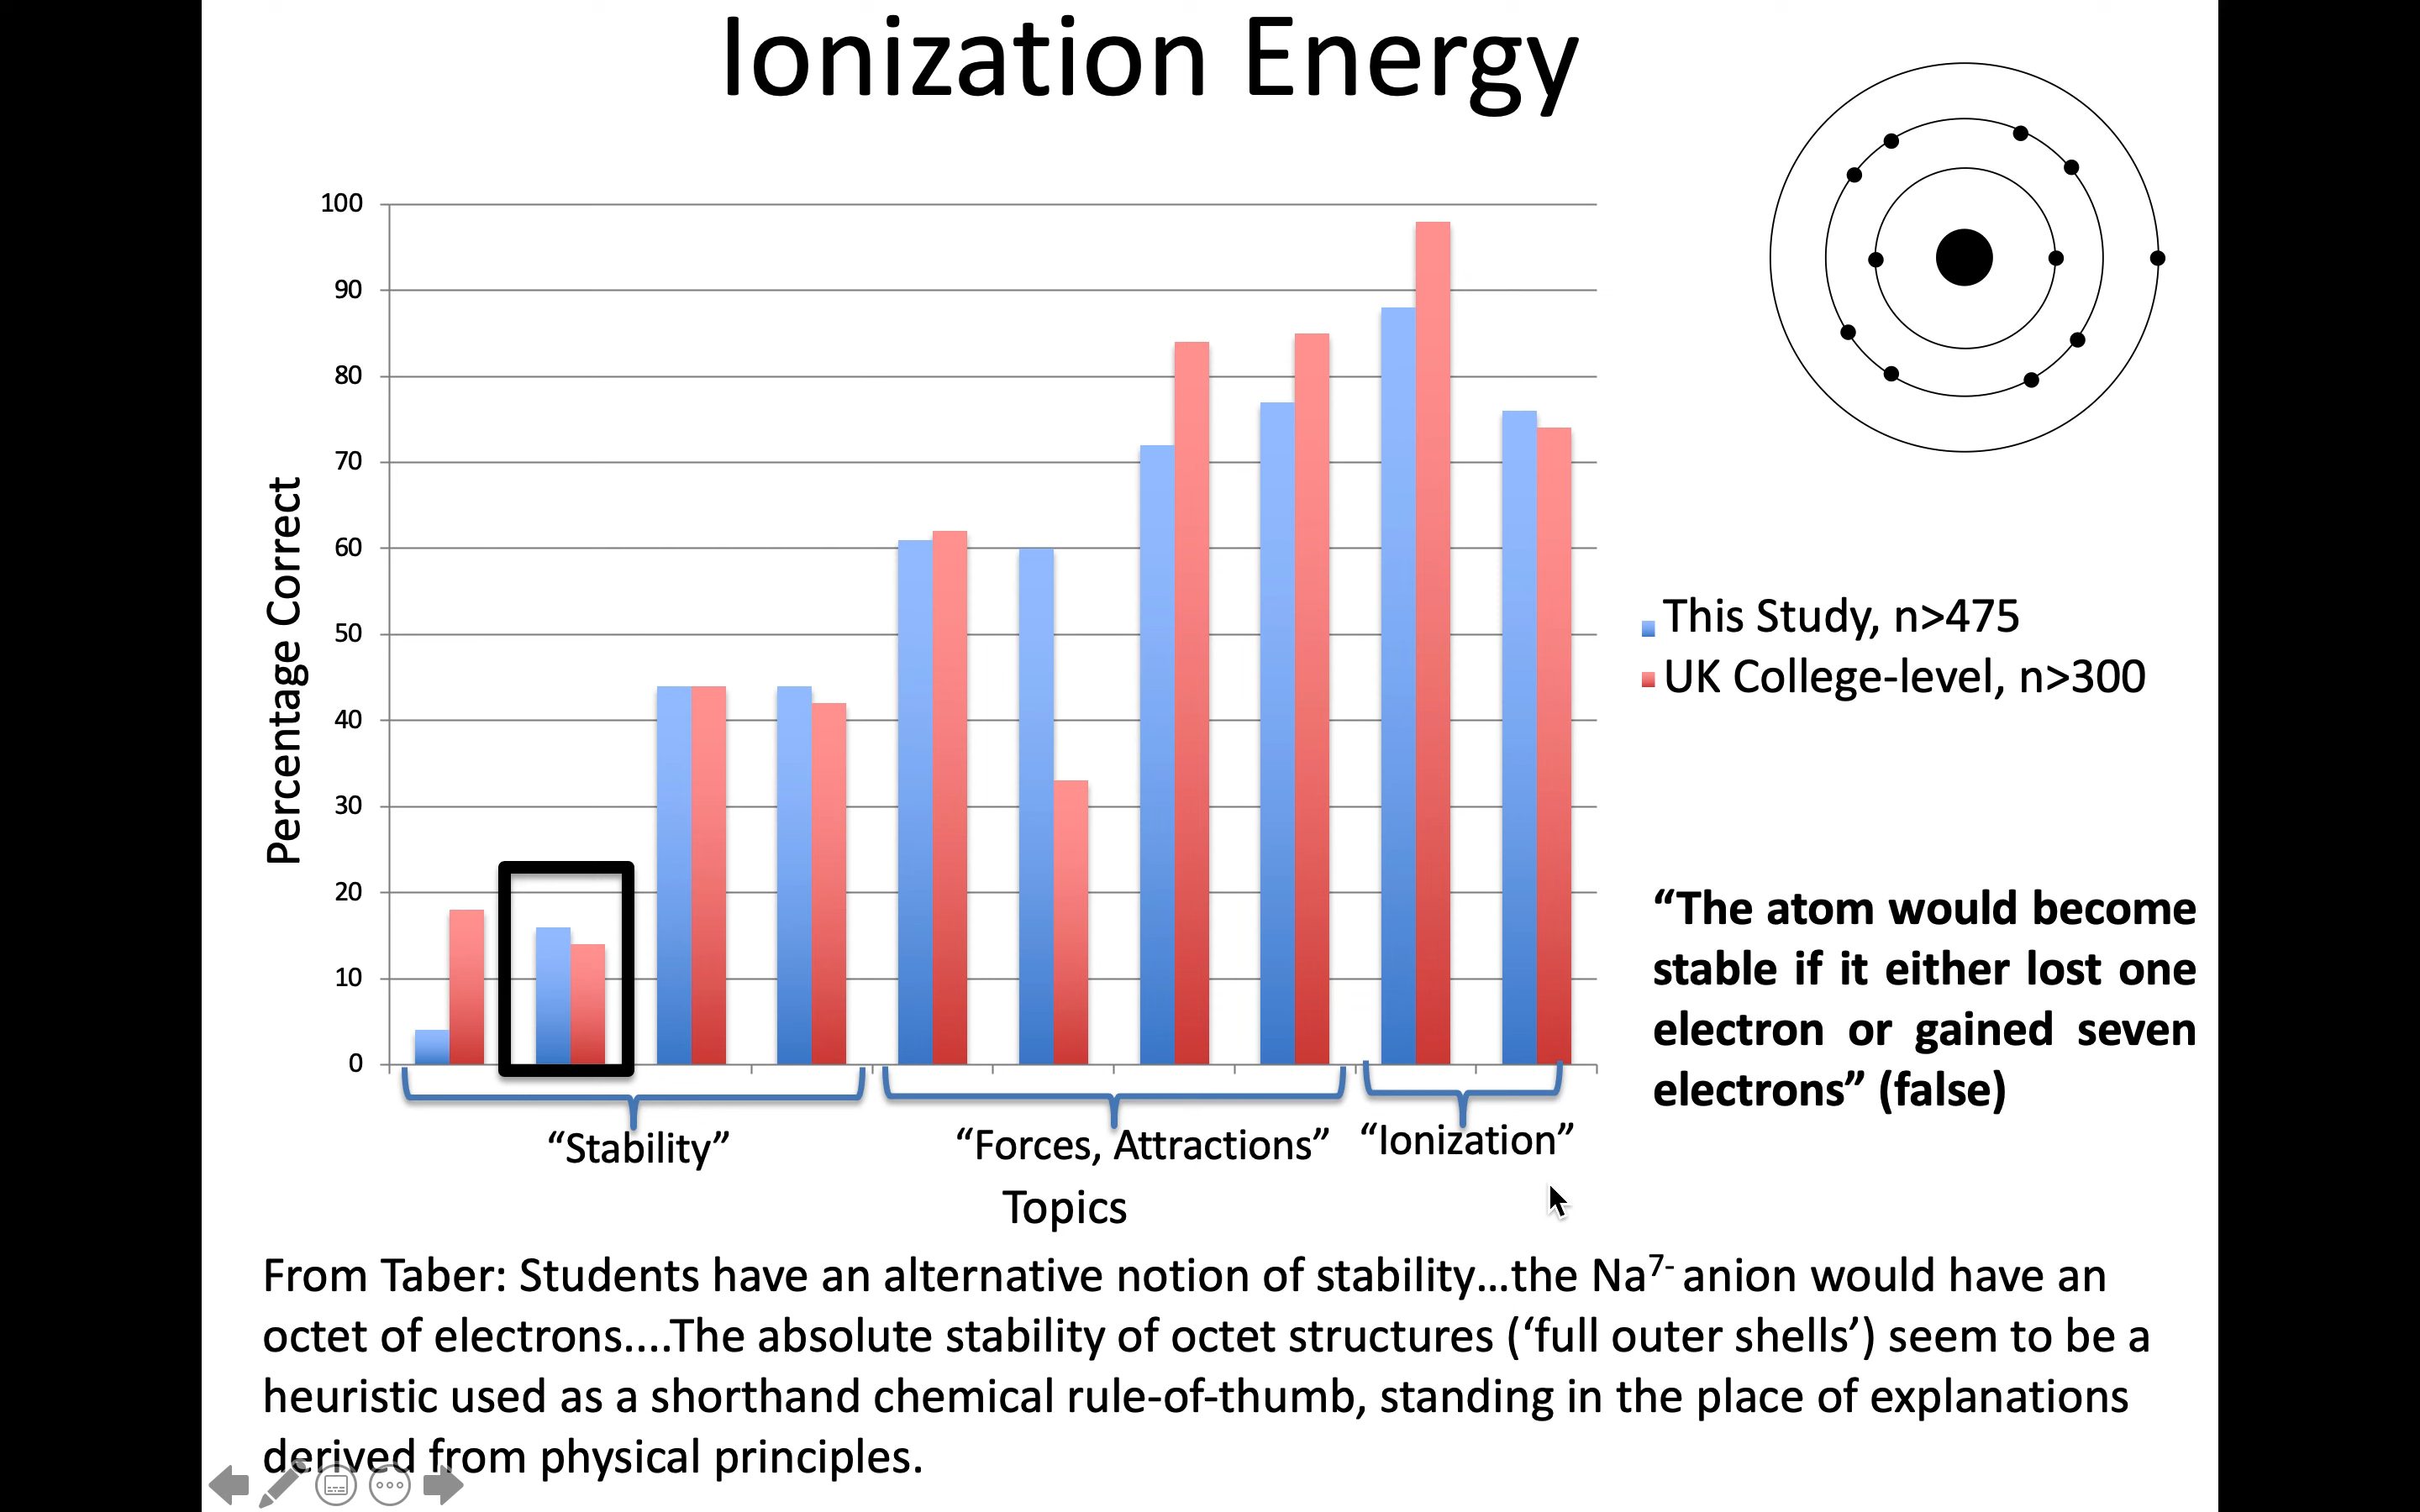 Ionization Energy
100
90
80
70
60
50
40
30
20
10
0
Percentage Correct
“Stability”
“Forces, Attractions”
“Ionization”
Topics
This Study, n>475
UK College-level, n>300
“The atom would become
stable if it either lost one
electron or gained seven
electrons” (false)
From Taber: Students have an alternative notion of stability...the Na⁷⁻ anion would have an
octet of electrons....The absolute stability of octet structures (‘full outer shells’) seem to be a
heuristic used as a shorthand chemical rule-of-thumb, standing in the place of explanations
derived from physical principles.